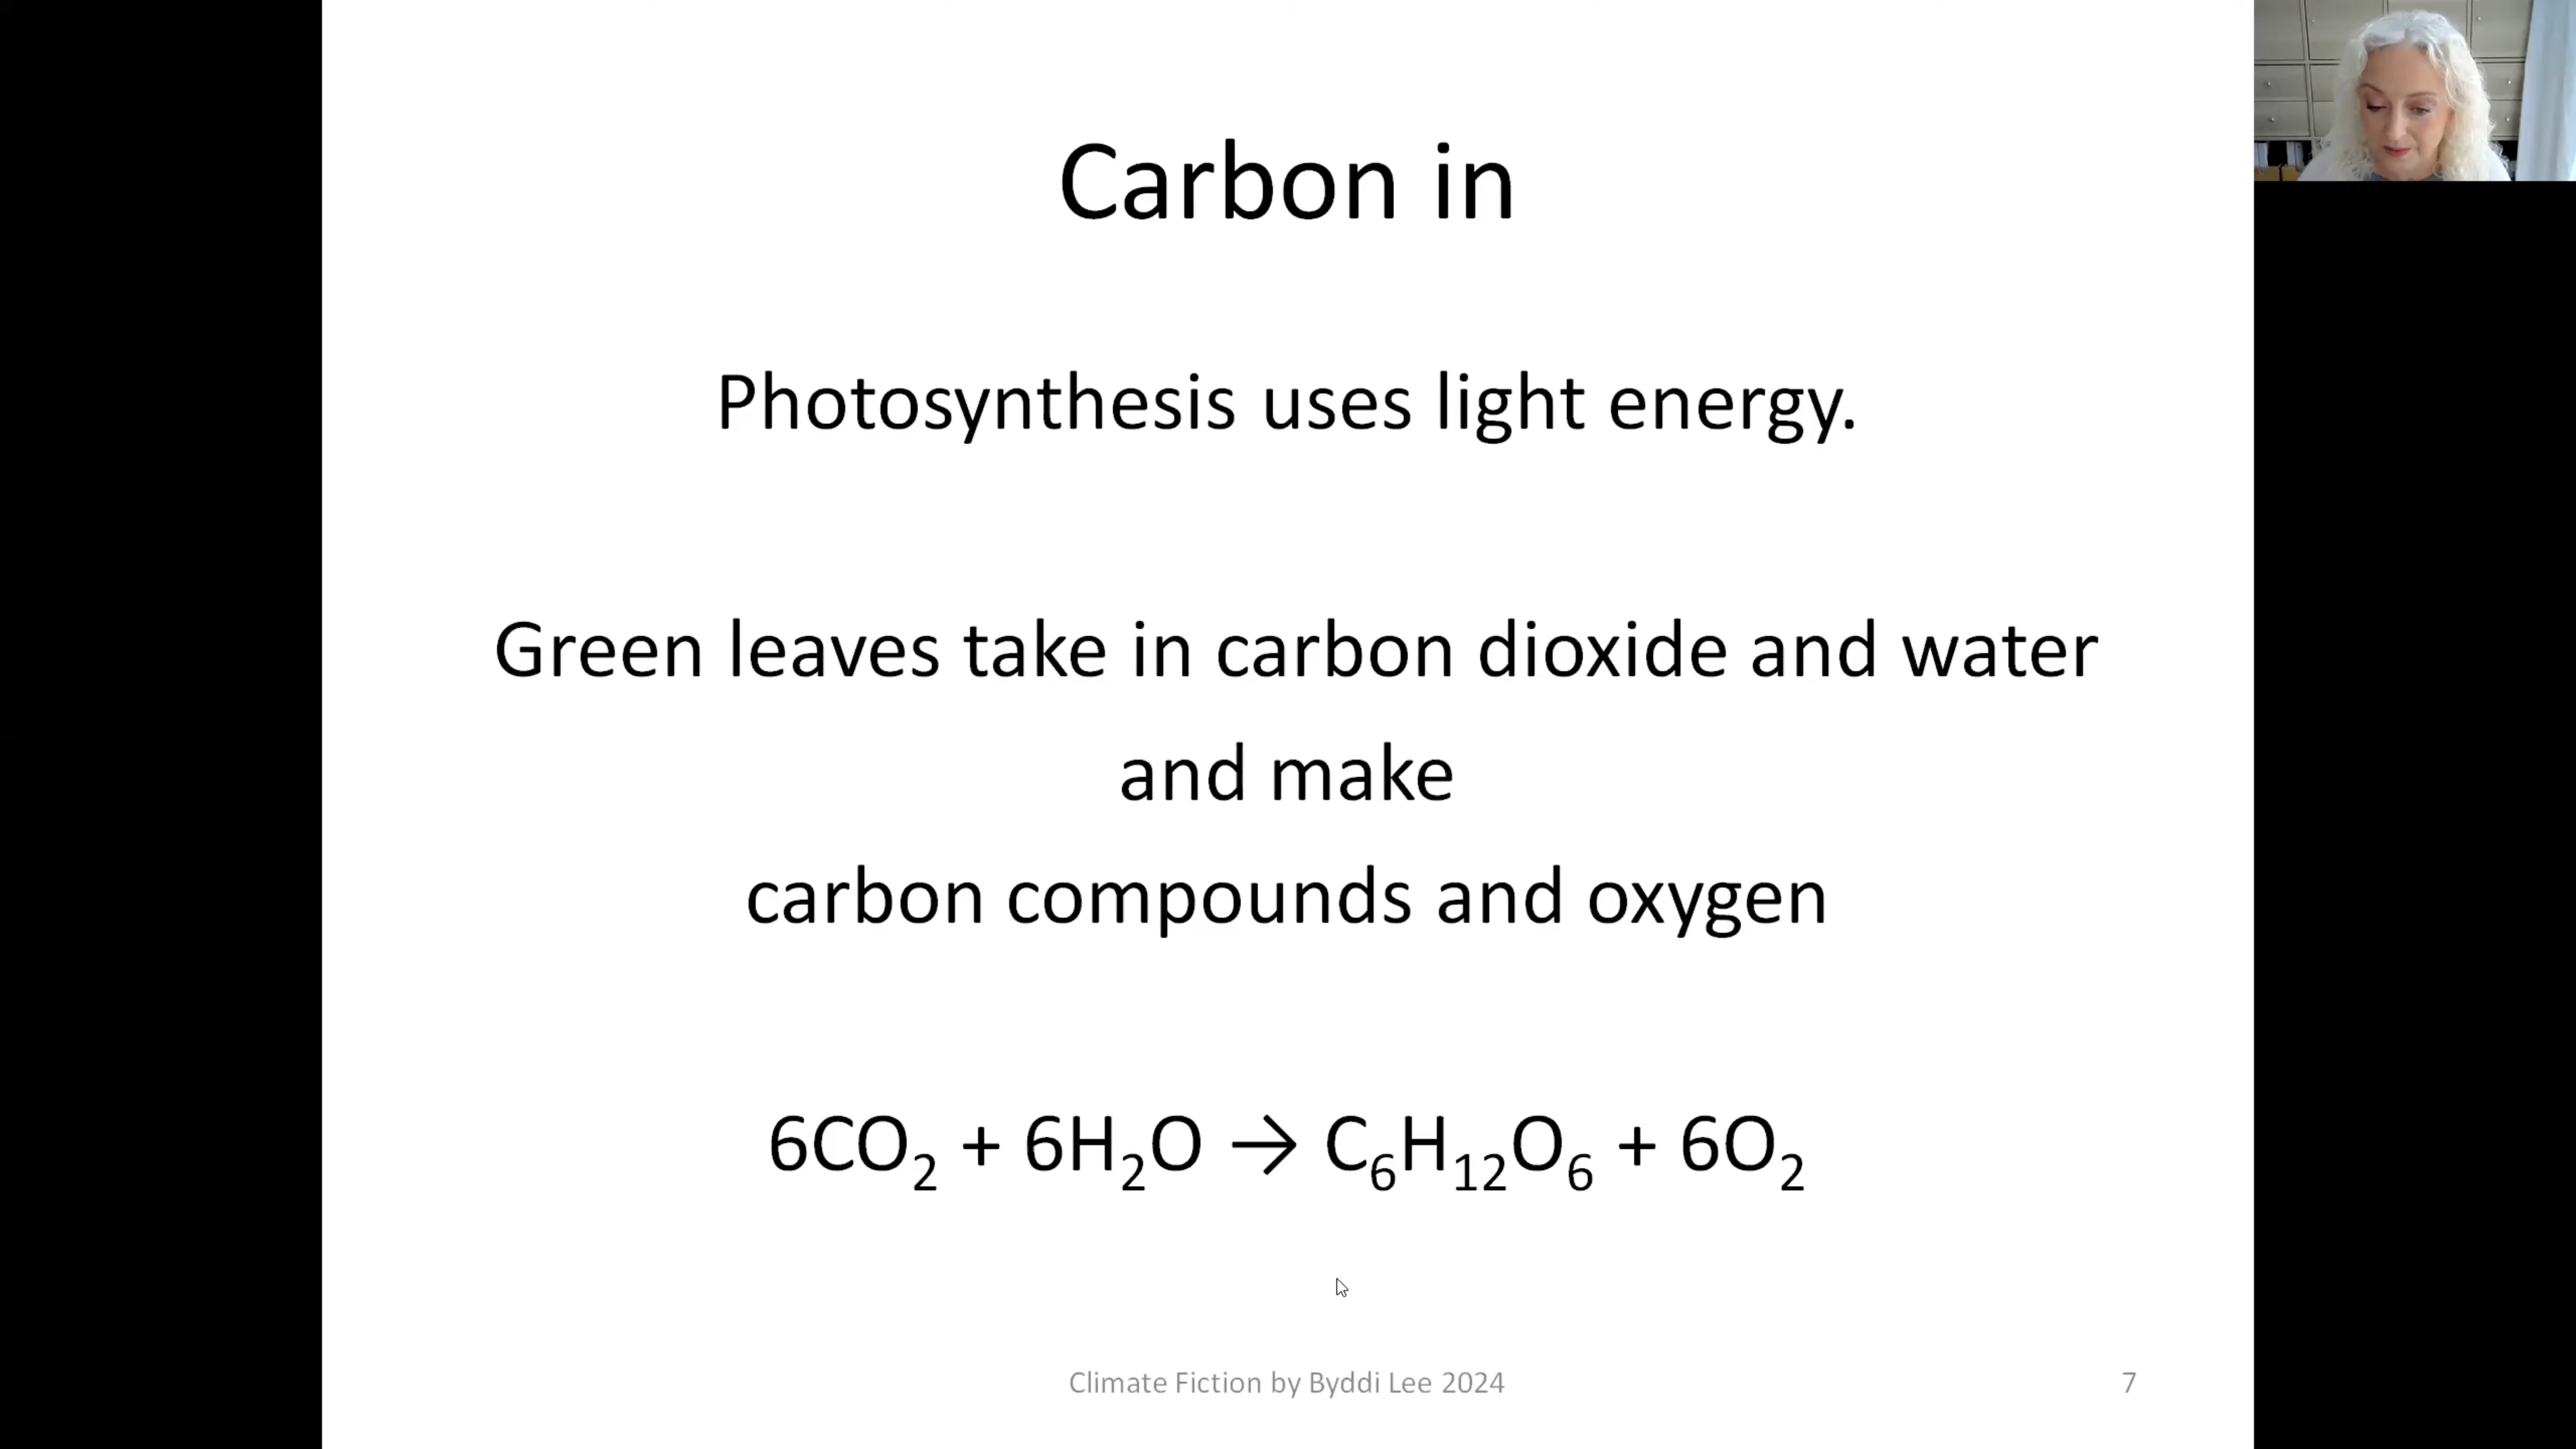 Carbon in
Photosynthesis uses light energy.
Green leaves take in carbon dioxide and water
and make
carbon compounds and oxygen
6CO₂ + 6H₂O → C₆H₁₂O₆ + 6O₂
Climate Fiction by Byddi Lee 2024
7